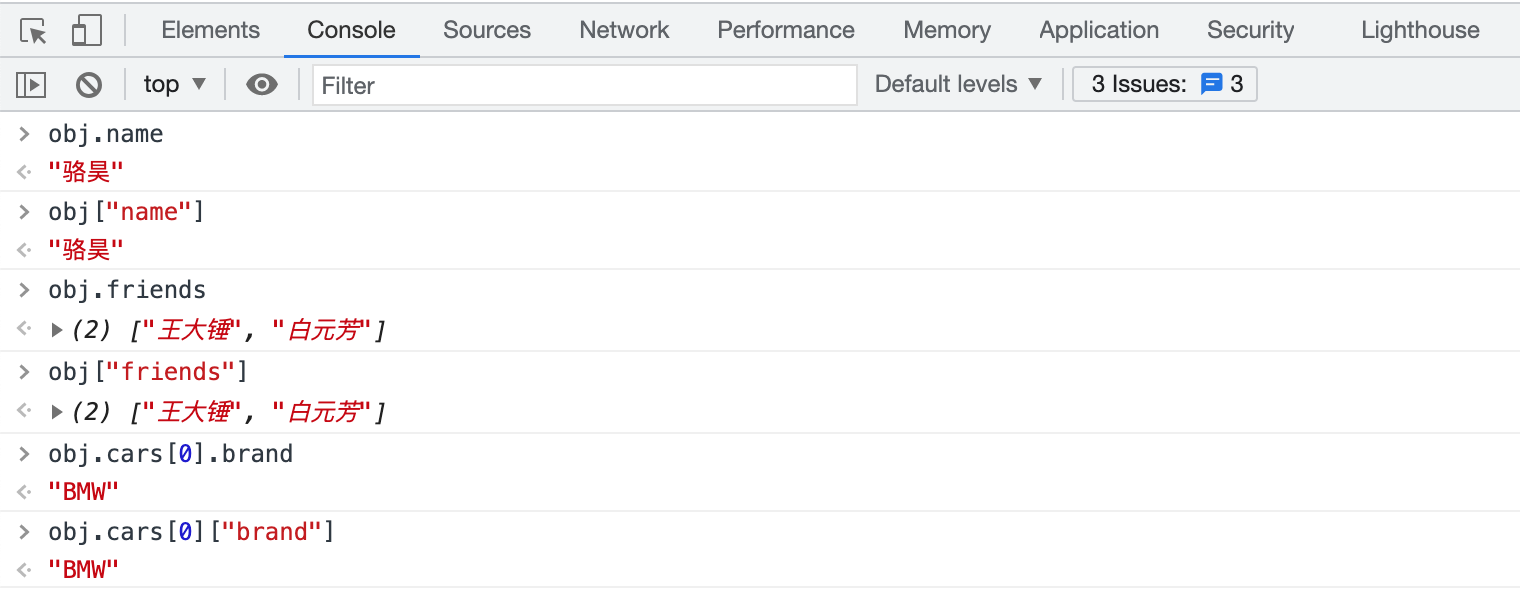 Elements Console Sources Network Performance Memory Application Security Lighthouse
top Filter Default levels 3 Issues: 3
obj.name
"骆昊"
obj["name"]
"骆昊"
obj.friends
(2) ["王大锤", "白元芳"]
obj["friends"]
(2) ["王大锤", "白元芳"]
obj.cars[0].brand
"BMW"
obj.cars[0]["brand"]
"BMW"